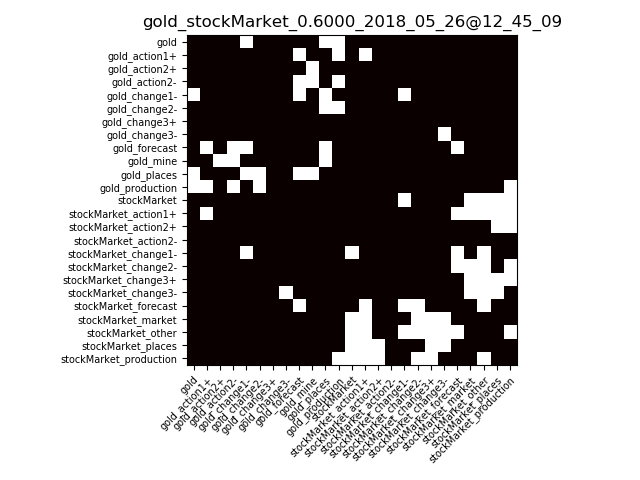 gold_stockMarket_0.6000_2018_05_26@12_45_09
gold
gold_action1+
gold_action2+
gold_action2-
gold_change1-
gold_change2-
gold_change3+
gold_change3-
gold_forecast
gold_mine
gold_places
gold_production
stockMarket
stockMarket_action1+
stockMarket_action2+
stockMarket_action2-
stockMarket_change1-
stockMarket_change2-
stockMarket_change3+
stockMarket_change3-
stockMarket_forecast
stockMarket_market
stockMarket_other
stockMarket_places
stockMarket_production
gold
gold_action1+
gold_action2+
gold_action2-
gold_change1-
gold_change2-
gold_change3+
gold_change3-
gold_forecast
gold_mine
gold_places
gold_production
stockMarket
stockMarket_action1+
stockMarket_action2+
stockMarket_action2-
stockMarket_change1-
stockMarket_change2-
stockMarket_change3+
stockMarket_change3-
stockMarket_forecast
stockMarket_market
stockMarket_other
stockMarket_places
stockMarket_production